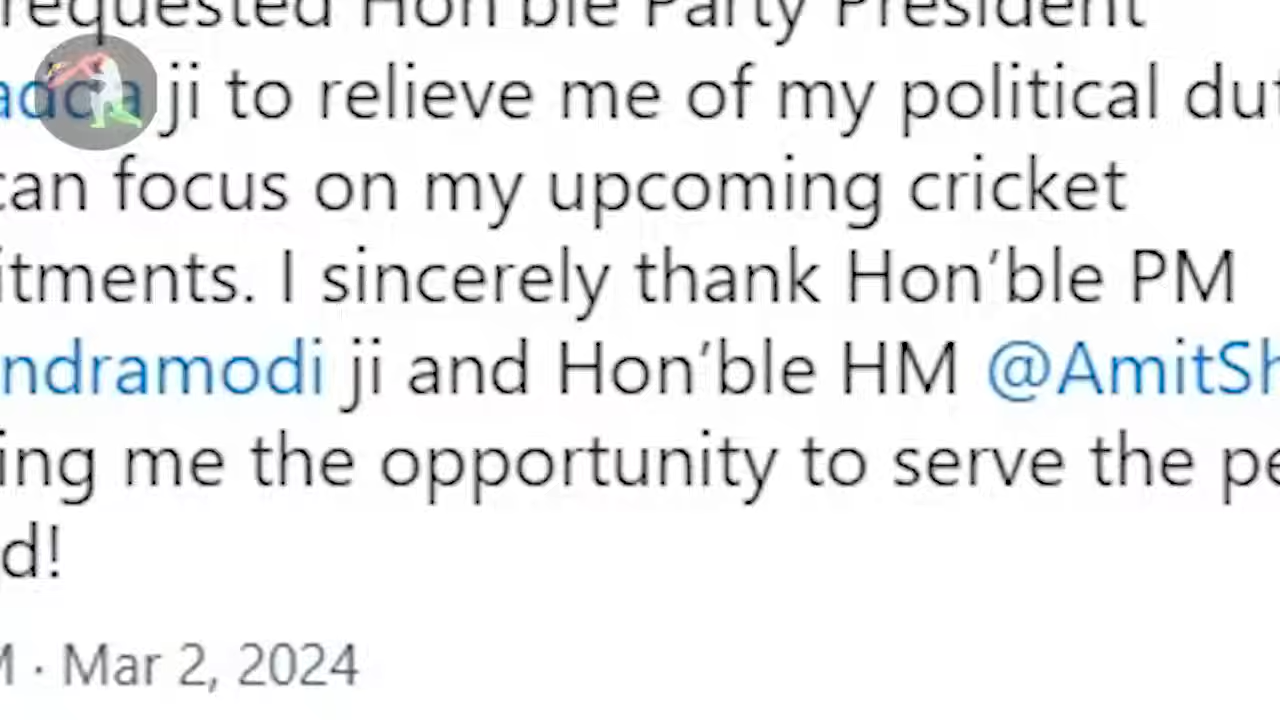 requested Hon'ble Party President
adda ji to relieve me of my political dut
can focus on my upcoming cricket
itments. I sincerely thank Hon'ble PM
ndramodi ji and Hon'ble HM @AmitSh
ing me the opportunity to serve the pe
d!
M · Mar 2, 2024